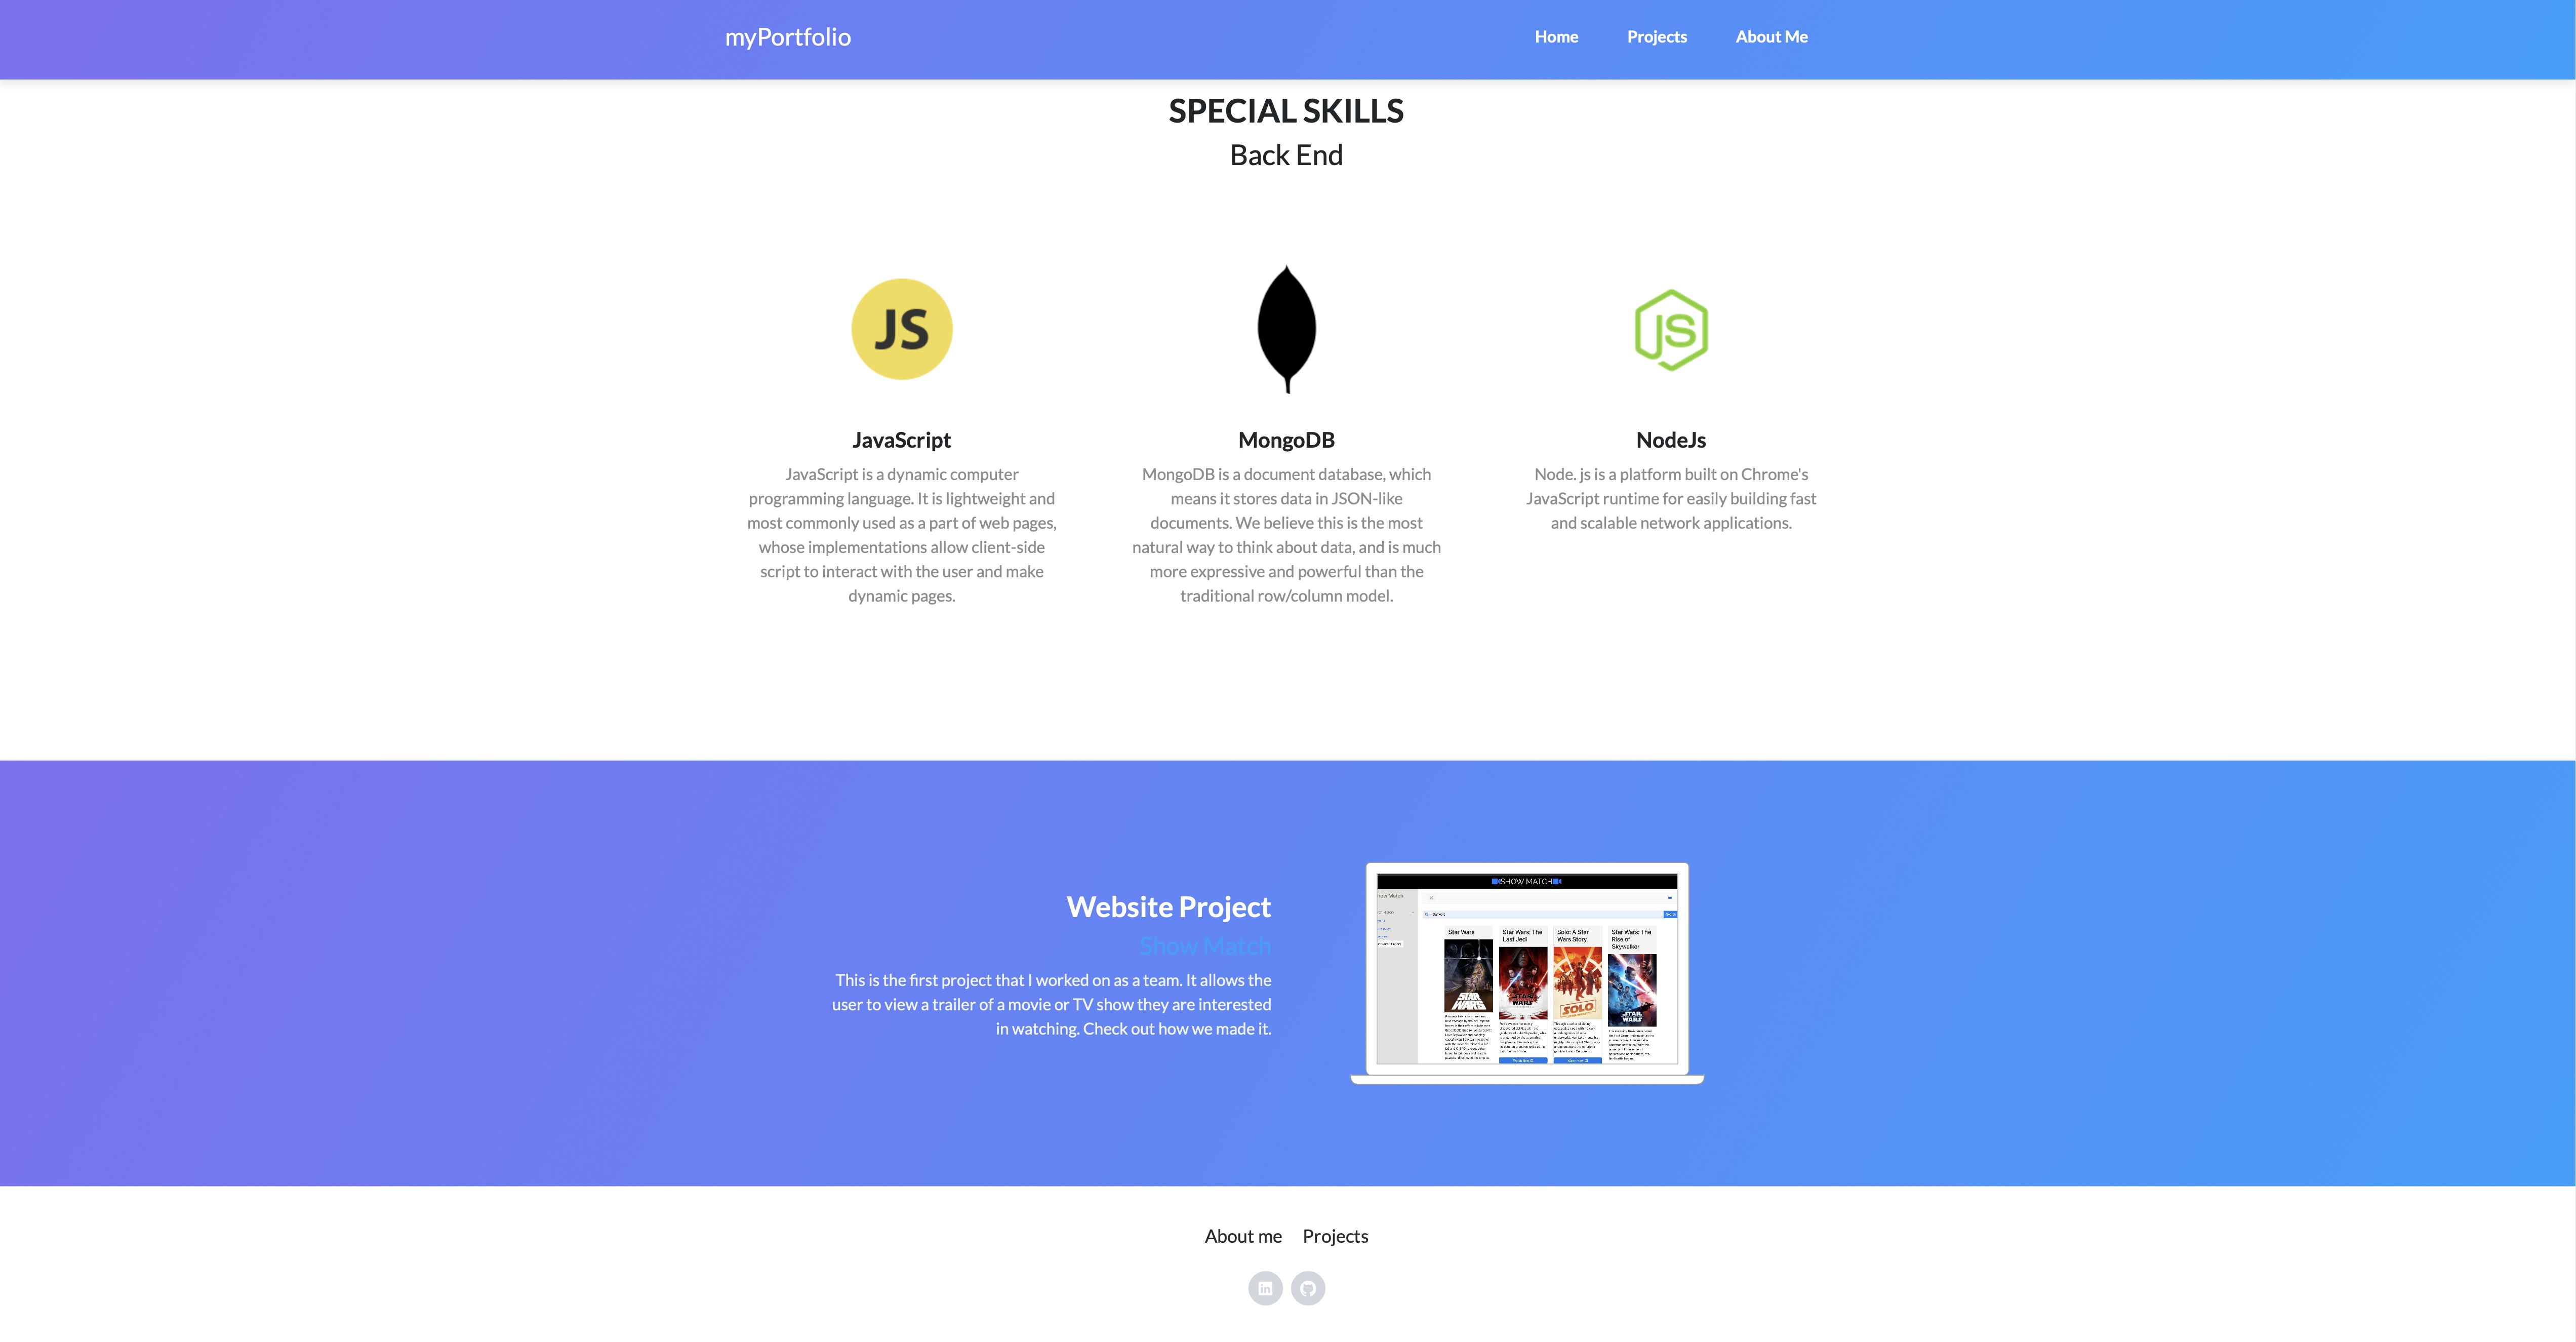 myPortfolio
Home Projects About Me
SPECIAL SKILLS
Back End
JS
JS
JavaScript
JavaScript is a dynamic computer
programming language. It is lightweight and
most commonly used as a part of web pages,
whose implementations allow client-side
script to interact with the user and make
dynamic pages.
MongoDB
MongoDB is a document database, which
means it stores data in JSON-like
documents. We believe this is the most
natural way to think about data, and is much
more expressive and powerful than the
traditional row/column model.
NodeJs
Node. js is a platform built on Chrome's
JavaScript runtime for easily building fast
and scalable network applications.
Website Project
Show Match
This is the first project that I worked on as a team. It allows the
user to view a trailer of a movie or TV show they are interested
in watching. Check out how we made it.
SHOW MATCH
Star Wars
Star Wars: The
Last Jedi
Solo: A Star
Wars Story
Star Wars: The
Rise of
Skywalker
STAR
WARS
SOLO
About me Projects
in